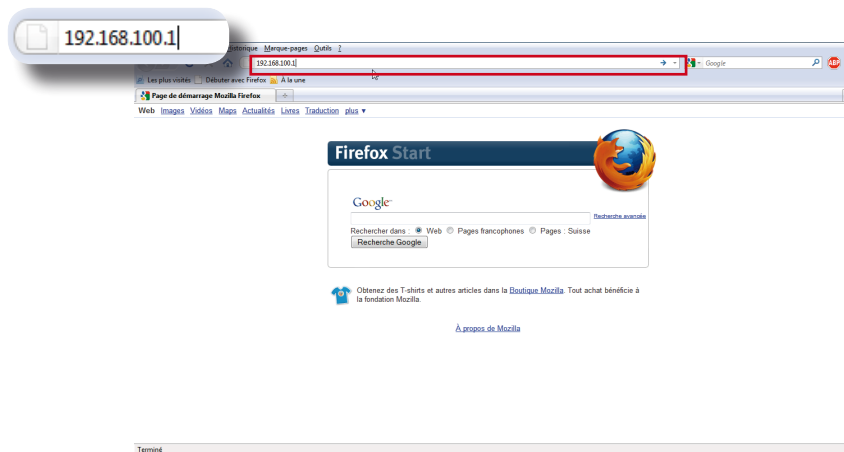 192.168.100.1
Historique Marque-pages Outils ?
192.168.100.1
Google
ABP
Les plus visités Débuter avec Firefox À la une
Page de démarrage Mozilla Firefox
Web Images Vidéos Maps Actualités Livres Traduction plus ▼
Firefox Start
Google™
Recherche avancée
Rechercher dans : Web Pages francophones Pages : Suisse
Recherche Google
Obtenez des T-shirts et autres articles dans la Boutique Mozilla. Tout achat bénéficie à
la fondation Mozilla.
À propos de Mozilla
Terminé